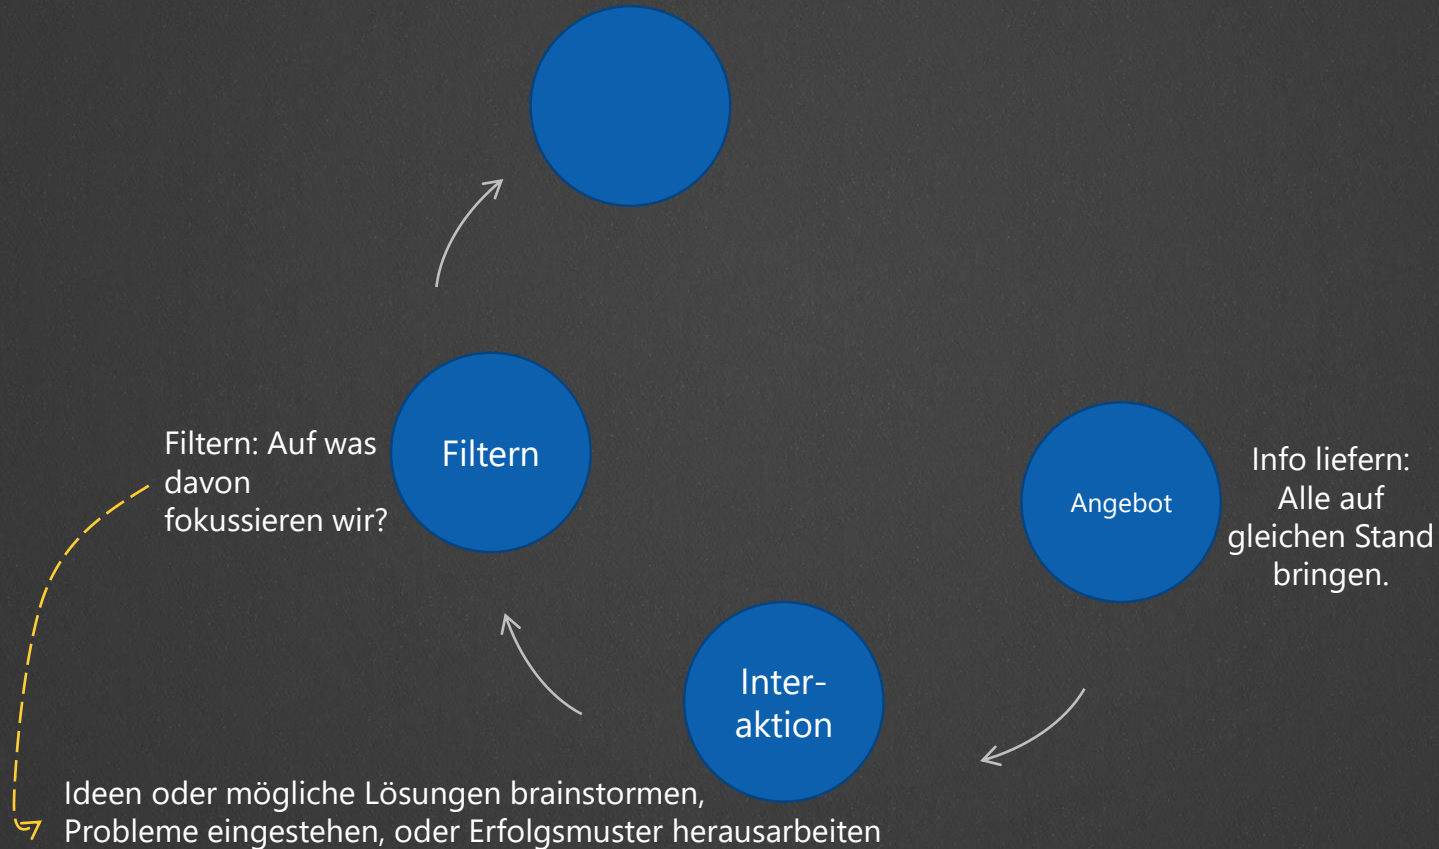 Filtern: Auf was
davon
fokussieren wir?
Filtern
Angebot
Info liefern:
Alle auf
gleichen Stand
bringen.
Inter-
aktion
Ideen oder mögliche Lösungen brainstormen,
Probleme eingestehen, oder Erfolgsmuster herausarbeiten